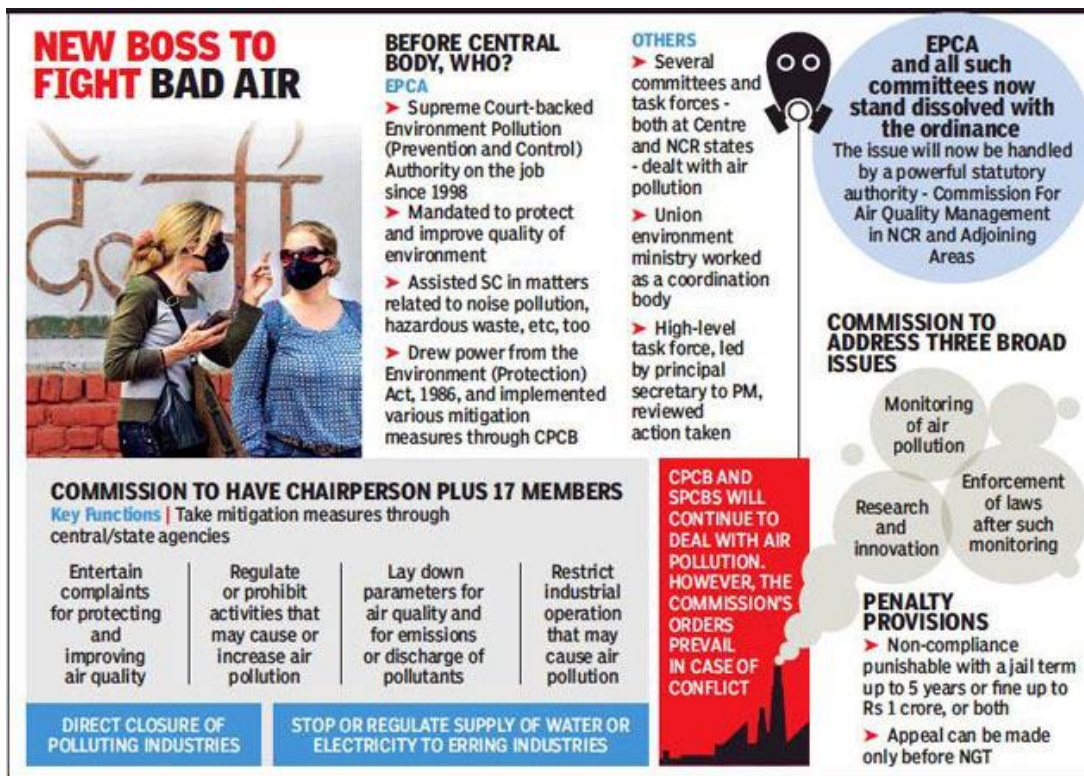 NEW BOSS TO
FIGHT BAD AIR
BEFORE CENTRAL
BODY, WHO?
EPCA
➤ Supreme Court-backed
Environment Pollution
(Prevention and Control)
Authority on the job
since 1998
➤ Mandated to protect
and improve quality of
environment
➤ Assisted SC in matters
related to noise pollution,
hazardous waste, etc, too
➤ Drew power from the
Environment (Protection)
Act, 1986, and implemented
various mitigation
measures through CPCB
OTHERS
➤ Several
committees and
task forces -
both at Centre
and NCR states
- dealt with air
pollution
➤ Union
environment
ministry worked
as a coordination
body
➤ High-level
task force, led
by principal
secretary to PM,
reviewed
action taken
EPCA
and all such
committees now
stand dissolved with
the ordinance
The issue will now be handled
by a powerful statutory
authority - Commission For
Air Quality Management
in NCR and Adjoining
Areas
COMMISSION TO
ADDRESS THREE BROAD
ISSUES
Monitoring
of air
pollution
Research
and
innovation
Enforcement
of laws
after such
monitoring
COMMISSION TO HAVE CHAIRPERSON PLUS 17 MEMBERS
Key Functions | Take mitigation measures through
central/state agencies
Entertain
complaints
for protecting
and
improving
air quality
Regulate
or prohibit
activities that
may cause or
increase air
pollution
Lay down
parameters for
air quality and
for emissions
or discharge of
pollutants
Restrict
industrial
operation
that may
cause air
pollution
DIRECT CLOSURE OF
POLLUTING INDUSTRIES
STOP OR REGULATE SUPPLY OF WATER OR
ELECTRICITY TO ERRING INDUSTRIES
CPCB AND
SPCBS WILL
CONTINUE TO
DEAL WITH AIR
POLLUTION.
HOWEVER, THE
COMMISSION'S
ORDERS
PREVAIL
IN CASE OF
CONFLICT
PENALTY
PROVISIONS
➤ Non-compliance
punishable with a jail term
up to 5 years or fine up to
Rs 1 crore, or both
➤ Appeal can be made
only before NGT